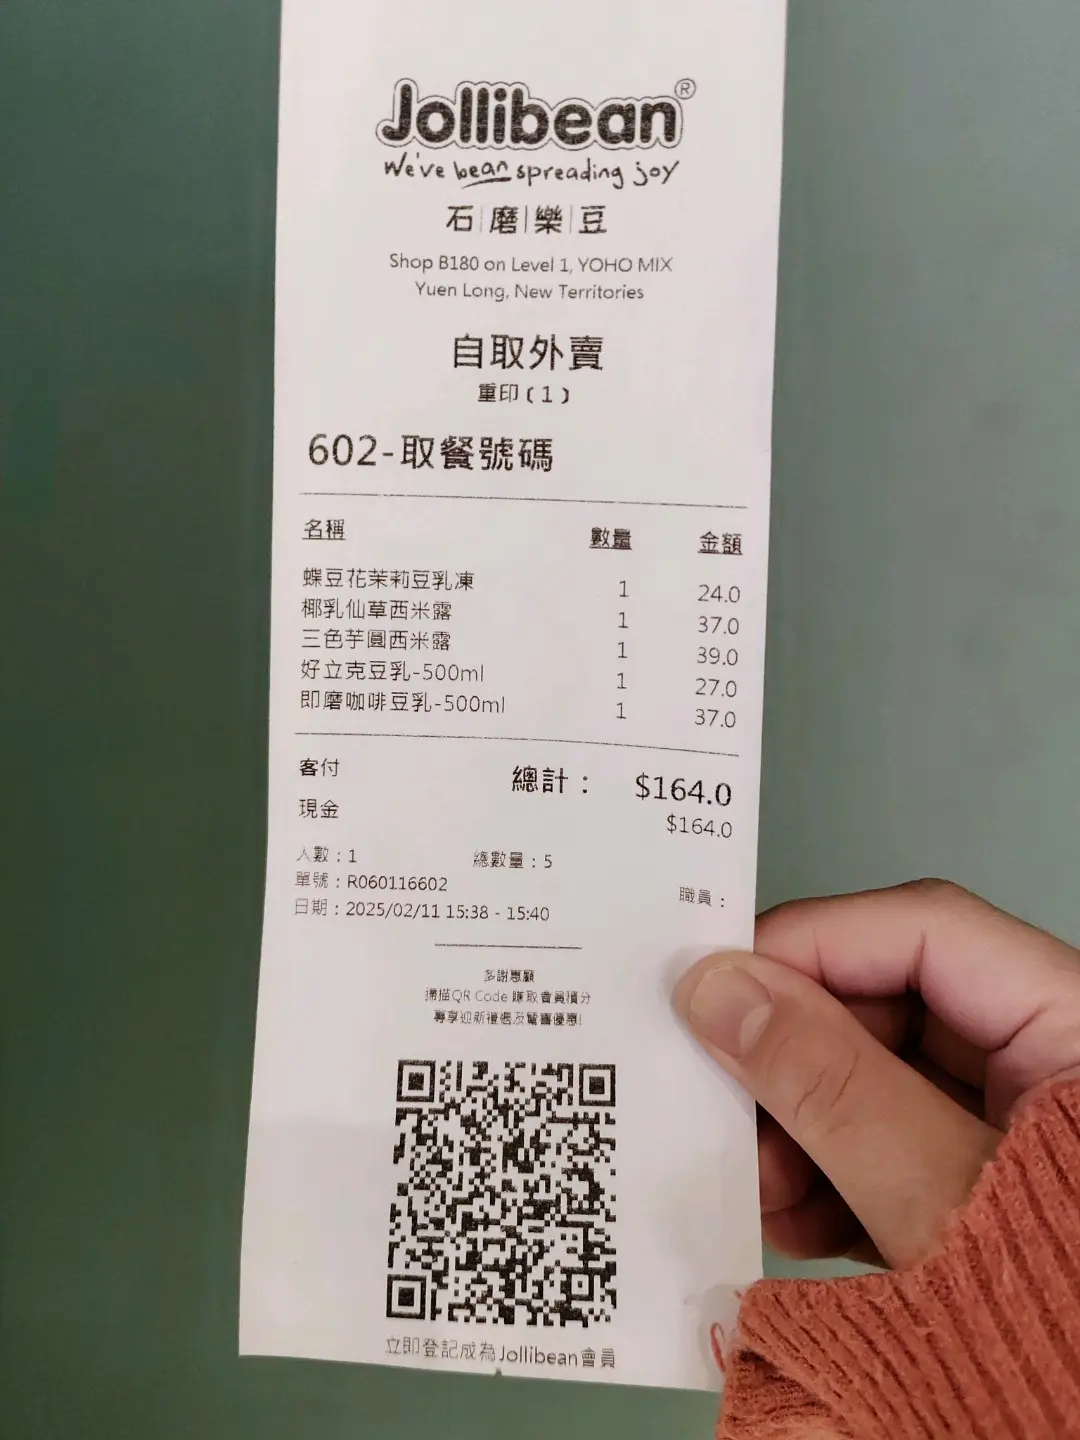 Jollibean®
We've bean spreading joy
石|磨|樂|豆
Shop B180 on Level 1, YOHO MIX
Yuen Long, New Territories
自取外賣
重印(1)
602-取餐號碼
名稱 數量 金額
蝶豆花茉莉豆乳凍 1 24.0
椰乳仙草西米露 1 37.0
三色芋圓西米露 1 39.0
好立克豆乳-500ml 1 27.0
即磨咖啡豆乳-500ml 1 37.0
客付 總計： $164.0
現金 $164.0
人數：1 總數量：5
單號：R060116602 職員：
日期：2025/02/11 15:38 - 15:40
多謝惠顧
掃描QR Code 賺取會員積分
專享迎新禮遇及驚喜優惠!
立即登記成為Jollibean會員